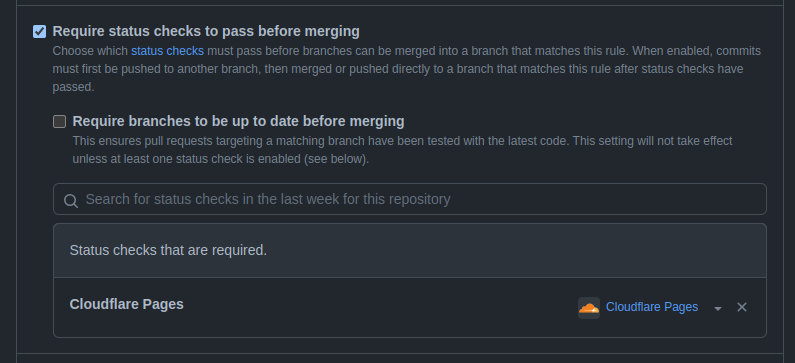 Require status checks to pass before merging
Choose which status checks must pass before branches can be merged into a branch that matches this rule. When enabled, commits
must first be pushed to another branch, then merged or pushed directly to a branch that matches this rule after status checks have
passed.
Require branches to be up to date before merging
This ensures pull requests targeting a matching branch have been tested with the latest code. This setting will not take effect
unless at least one status check is enabled (see below).
Search for status checks in the last week for this repository
Status checks that are required.
Cloudflare Pages Cloudflare Pages